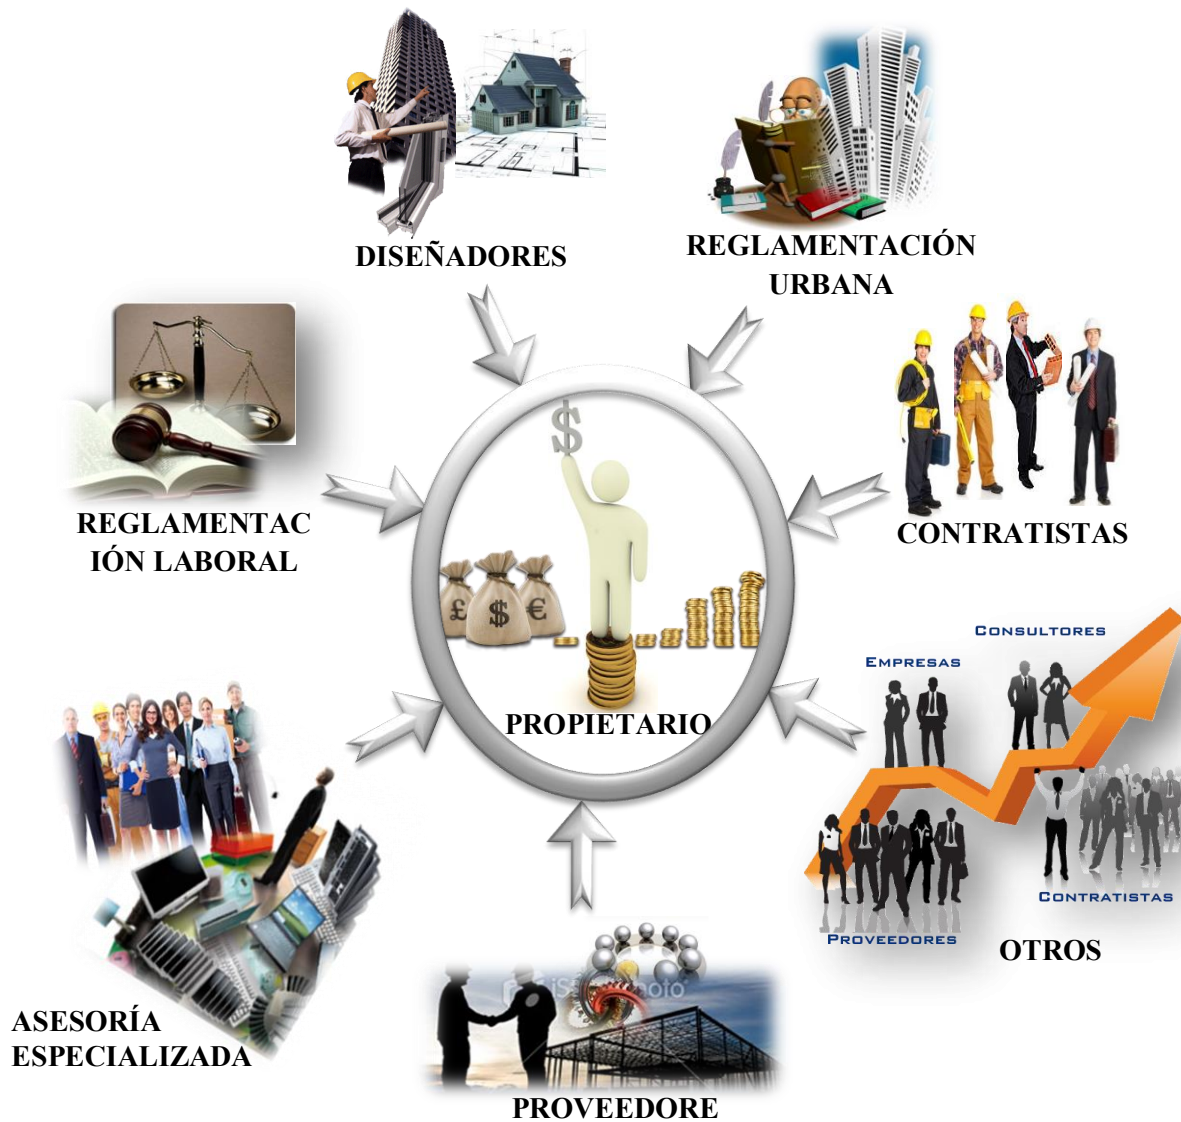 DISEÑADORES
REGLAMENTACIÓN
URBANA
REGLAMENTAC
IÓN LABORAL
$
CONTRATISTAS
£
$
€
PROPIETARIO
CONSULTORES
EMPRESAS
PROVEEDORES
CONTRATISTAS
OTROS
ASESORÍA
ESPECIALIZADA
PROVEEDORE